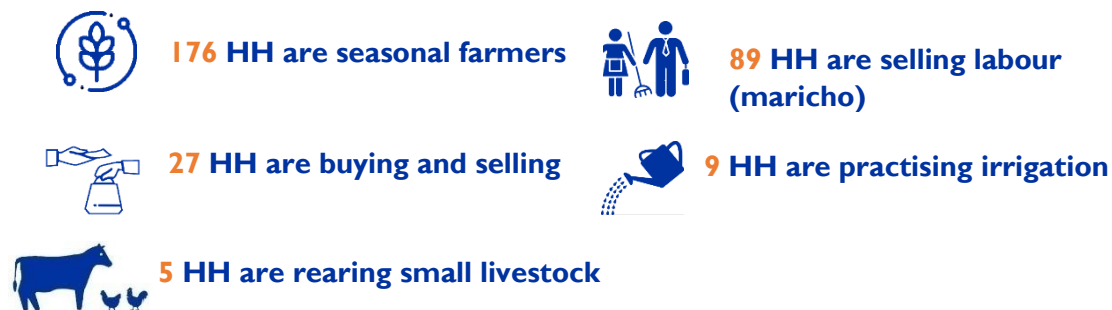 176 HH are seasonal farmers
89 HH are selling labour
(maricho)
27 HH are buying and selling
9 HH are practising irrigation
5 HH are rearing small livestock